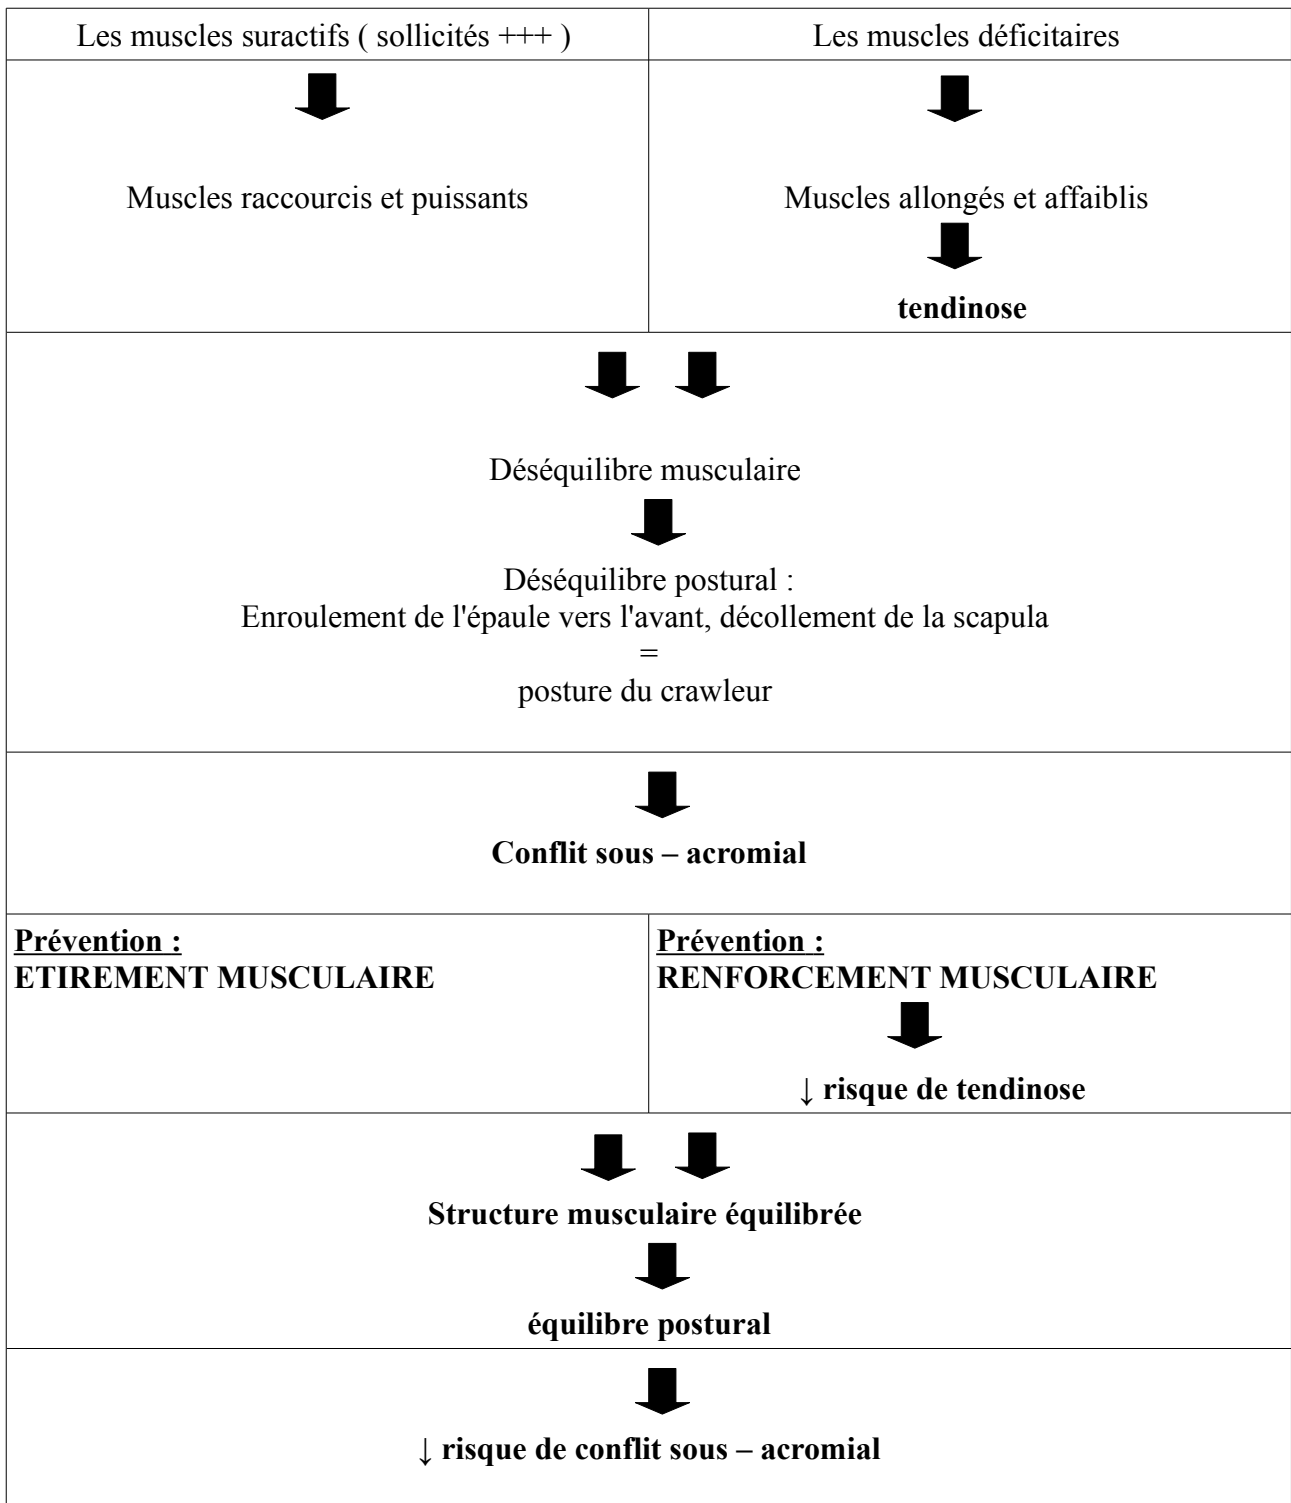 Les muscles suractifs ( sollicités +++ )
Les muscles déficitaires
Muscles raccourcis et puissants
Muscles allongés et affaiblis
tendinose
Déséquilibre musculaire
Déséquilibre postural :
Enroulement de l'épaule vers l'avant, décollement de la scapula
=
posture du crawleur
Conflit sous – acromial
Prévention :
ETIREMENT MUSCULAIRE
Prévention :
RENFORCEMENT MUSCULAIRE
↓ risque de tendinose
Structure musculaire équilibrée
équilibre postural
↓ risque de conflit sous – acromial